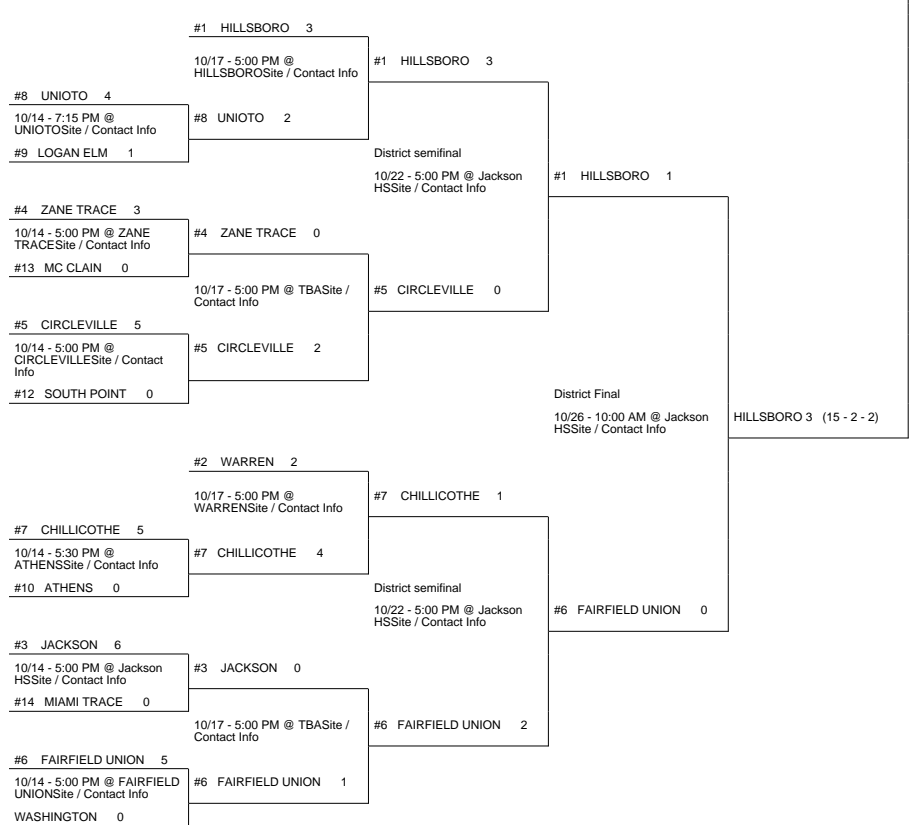 #1 HILLSBORO 3
10/17 - 5:00 PM @
HILLSBOROSite / Contact Info
#1 HILLSBORO 3
#8 UNIOTO 4
10/14 - 7:15 PM @
UNIOTOSite / Contact Info
#8 UNIOTO 2
#9 LOGAN ELM 1
District semifinal
10/22 - 5:00 PM @ Jackson
HSSite / Contact Info
#1 HILLSBORO 1
#4 ZANE TRACE 3
10/14 - 5:00 PM @ ZANE
TRACESite / Contact Info
#4 ZANE TRACE 0
#13 MC CLAIN 0
10/17 - 5:00 PM @ TBASite /
Contact Info
#5 CIRCLEVILLE 0
#5 CIRCLEVILLE 5
10/14 - 5:00 PM @
CIRCLEVILLESite / Contact
Info
#5 CIRCLEVILLE 2
#12 SOUTH POINT 0
District Final
10/26 - 10:00 AM @ Jackson
HSSite / Contact Info
HILLSBORO 3 (15 - 2 - 2)
#2 WARREN 2
10/17 - 5:00 PM @
WARRENSite / Contact Info
#7 CHILLICOTHE 1
#7 CHILLICOTHE 5
10/14 - 5:30 PM @
ATHENSSite / Contact Info
#7 CHILLICOTHE 4
#10 ATHENS 0
District semifinal
10/22 - 5:00 PM @ Jackson
HSSite / Contact Info
#6 FAIRFIELD UNION 0
#3 JACKSON 6
10/14 - 5:00 PM @ Jackson
HSSite / Contact Info
#3 JACKSON 0
#14 MIAMI TRACE 0
10/17 - 5:00 PM @ TBASite /
Contact Info
#6 FAIRFIELD UNION 2
#6 FAIRFIELD UNION 5
10/14 - 5:00 PM @ FAIRFIELD
UNIONSite / Contact Info
#6 FAIRFIELD UNION 1
WASHINGTON 0